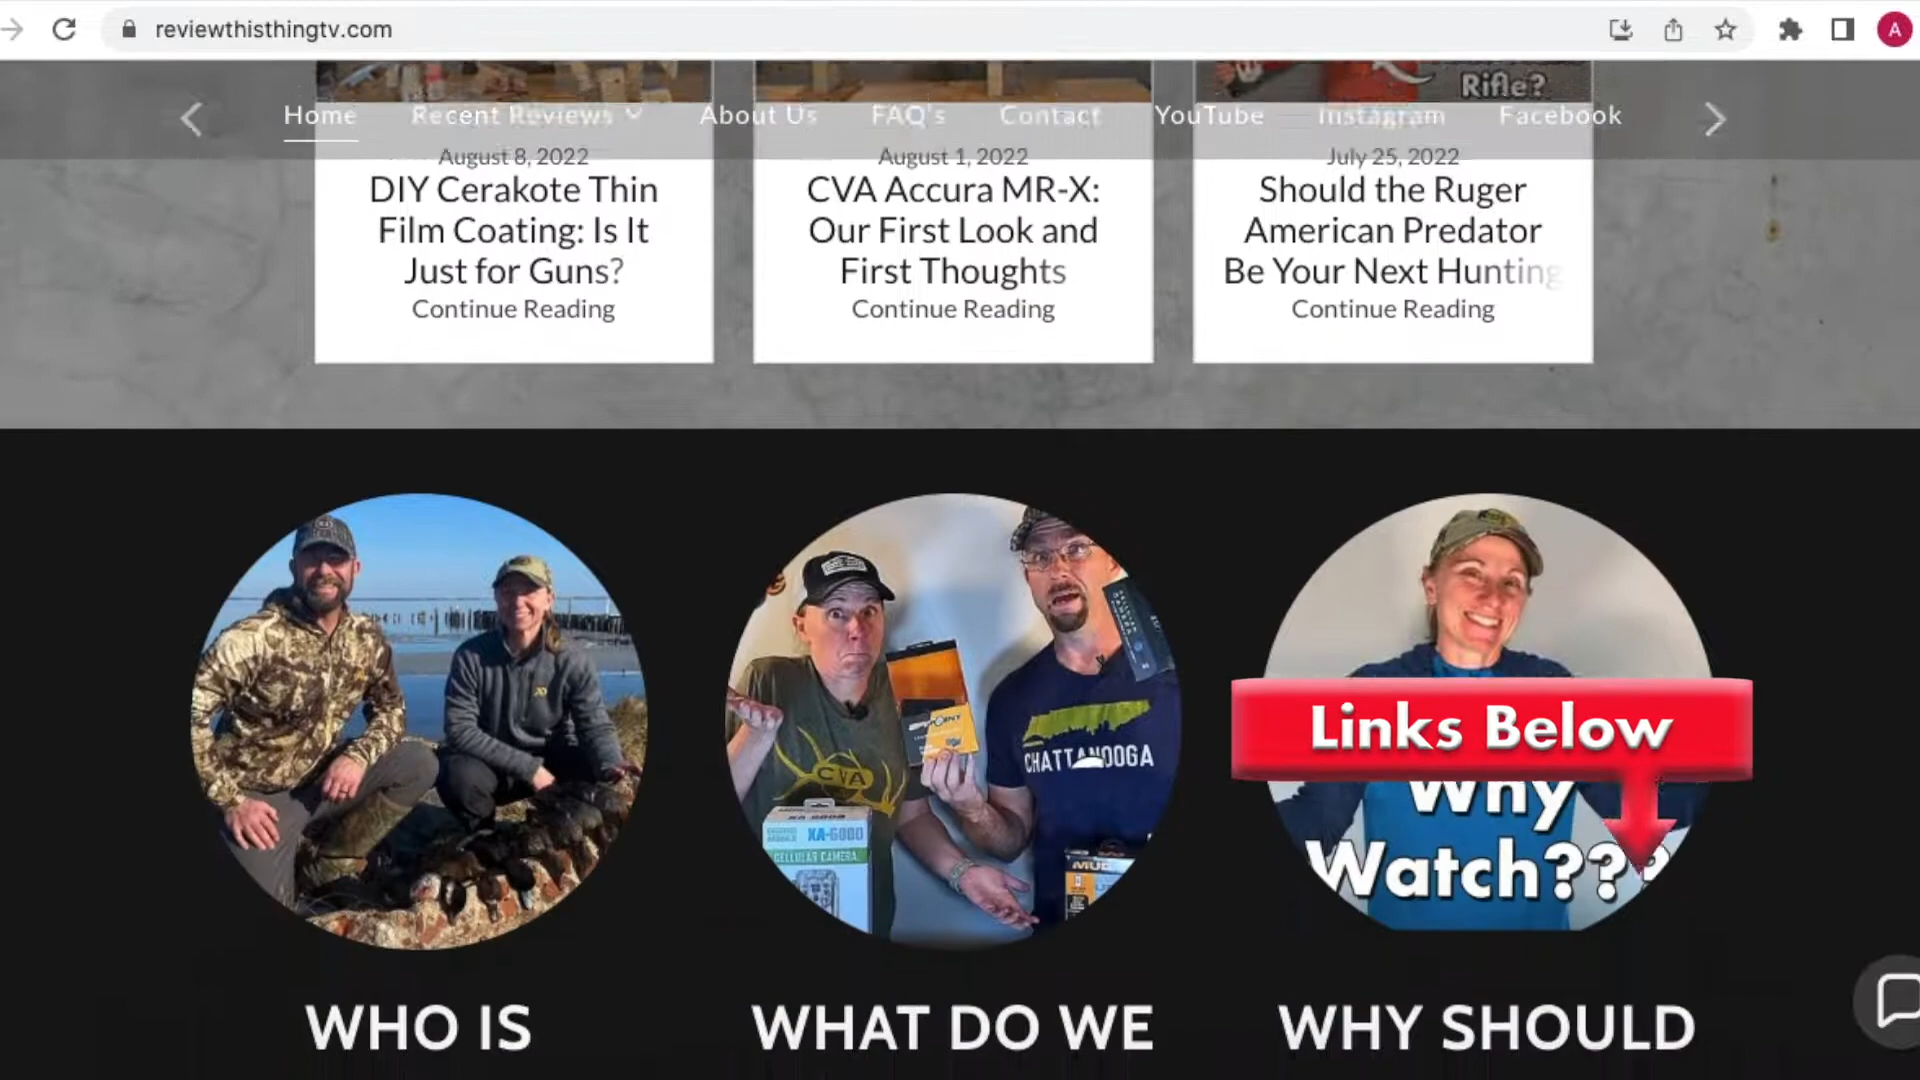 reviewthisthingtv.com
A
Rifle?
Home Recent Reviews About Us FAQ's Contact YouTube Instagram Facebook
August 8, 2022
DIY Cerakote Thin
Film Coating: Is It
Just for Guns?
Continue Reading
August 1, 2022
CVA Accura MR-X:
Our First Look and
First Thoughts
Continue Reading
July 25, 2022
Should the Ruger
American Predator
Be Your Next Hunting
Continue Reading
CVA
CHATTANOOGA
XA-6000
CELLULAR CAMERA
Links Below
Why
Watch???
WHO IS
WHAT DO WE
WHY SHOULD